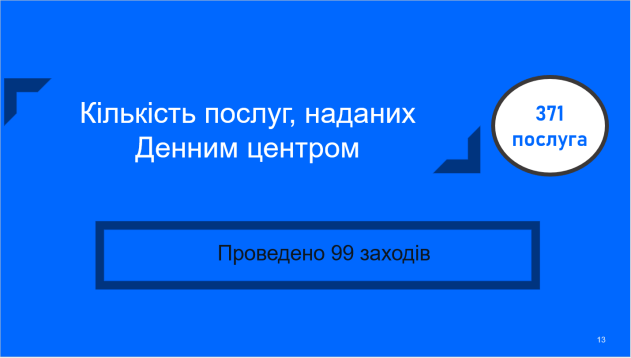 Кількість послуг, наданих
Денним центром
371
послуга
Проведено 99 заходів
13